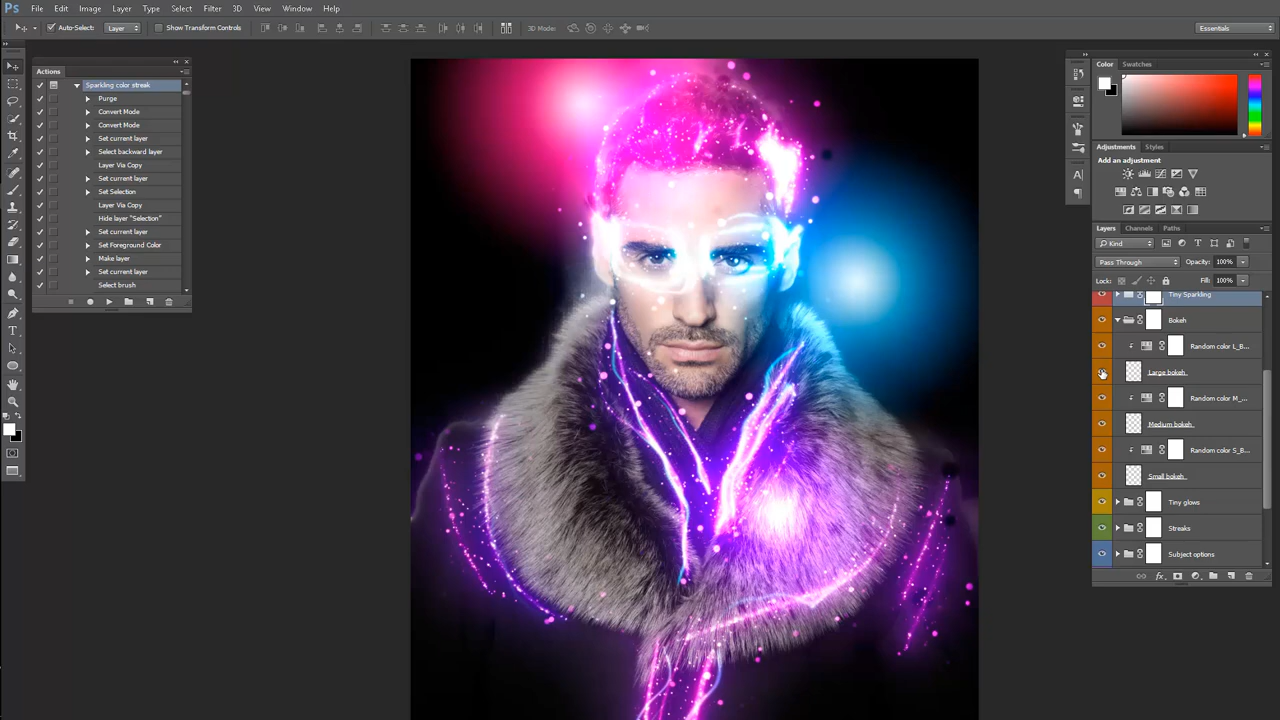 Ps File Edit Image Layer Type Select Filter 3D View Window Help
Auto-Select: Layer Show Transform Controls 3D Mode: Essentials
Actions
Sparkling color streak
Purge
Convert Mode
Convert Mode
Set current layer
Select backward layer
Layer Via Copy
Set current layer
Set Selection
Layer Via Copy
Hide layer "Selection"
Set current layer
Set Foreground Color
Make layer
Set current layer
Select brush
Color Swatches
Adjustments Styles
Add an adjustment
Layers Channels Paths
Kind
Pass Through Opacity: 100%
Lock: Fill: 100%
Tiny Sparkling
Bokeh
Random color L_B...
Large bokeh
Random color M_...
Medium bokeh
Random color S_B...
Small bokeh
Tiny glows
Streaks
Subject options